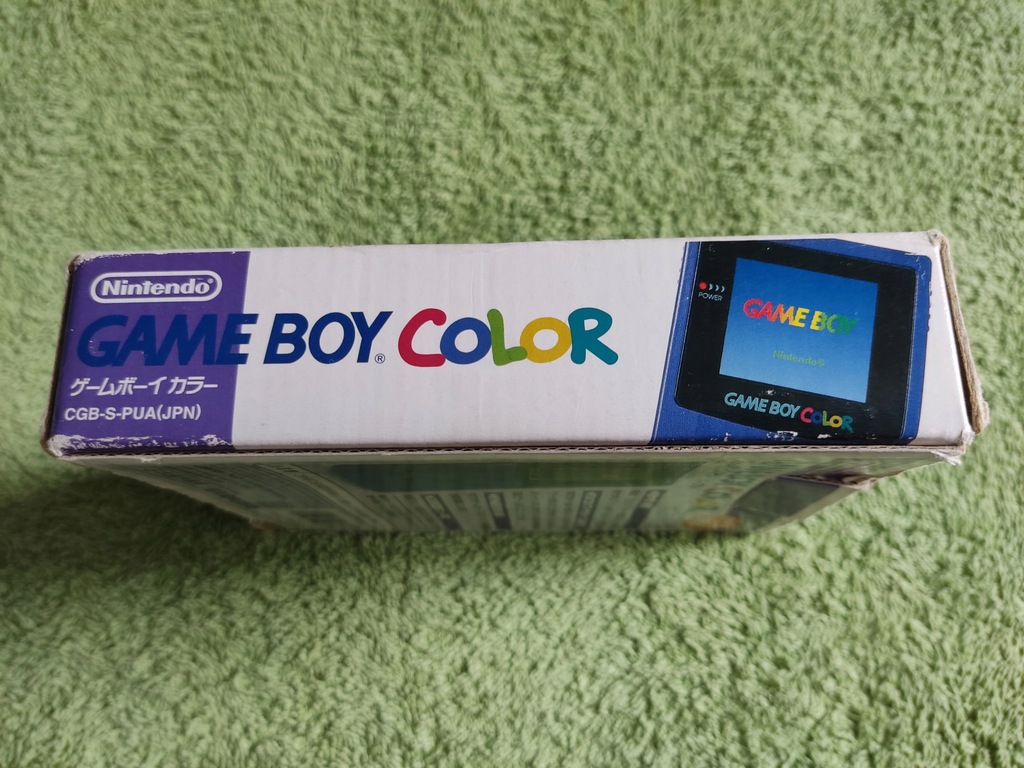 Nintendo®
GAME BOY® COLOR
ゲームボーイ カラー
CGB-S-PUA(JPN)
POWER
GAME BOY
Nintendo®
GAME BOY COLOR